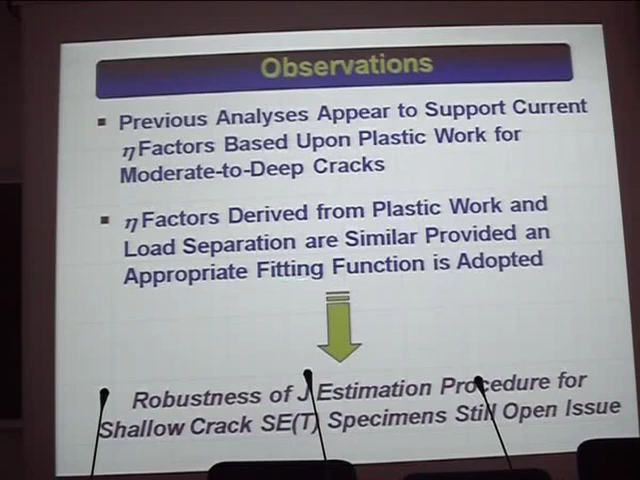 Observations
▪ Previous Analyses Appear to Support Current
η Factors Based Upon Plastic Work for
Moderate-to-Deep Cracks
▪ η Factors Derived from Plastic Work and
Load Separation are Similar Provided an
Appropriate Fitting Function is Adopted
Robustness of J Estimation Procedure for
Shallow Crack SE(T) Specimens Still Open Issue